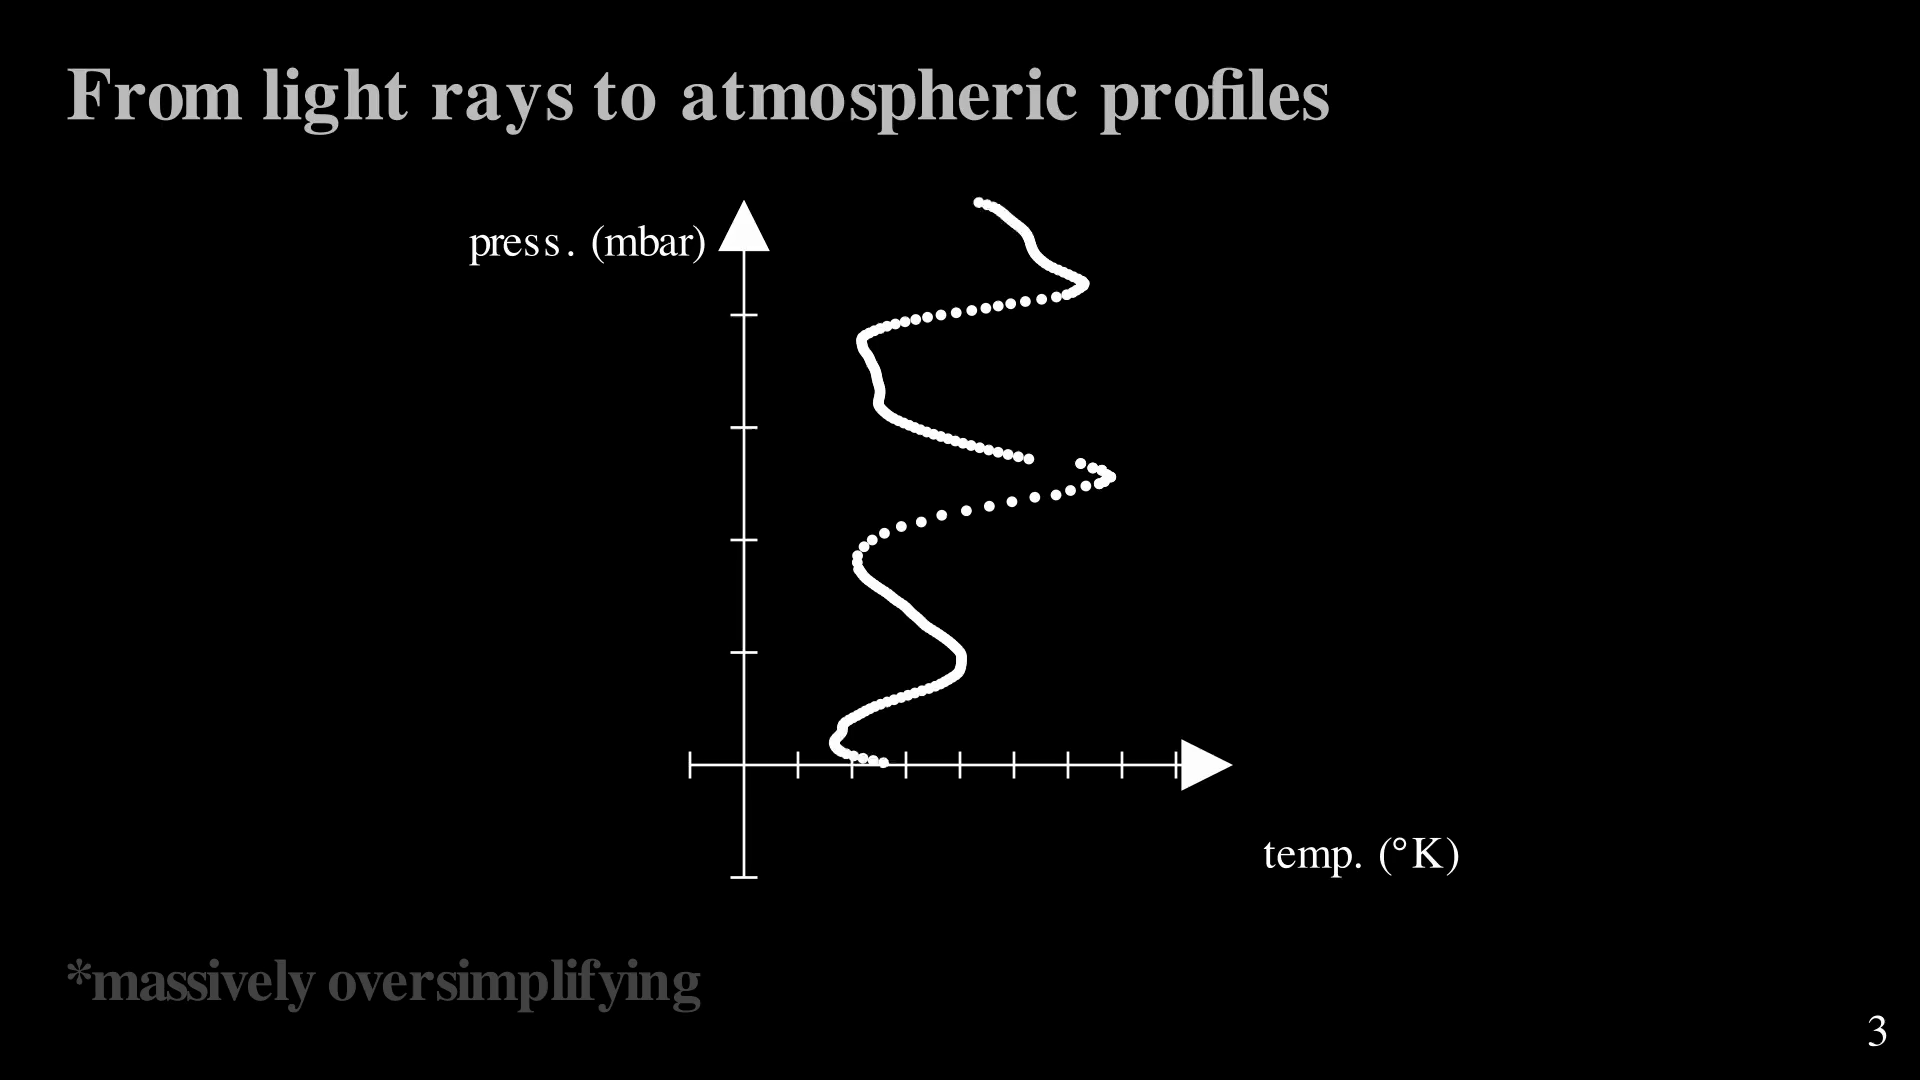 From light rays to atmospheric profiles
press. (mbar)
temp. (°K)
*massively oversimplifying
3